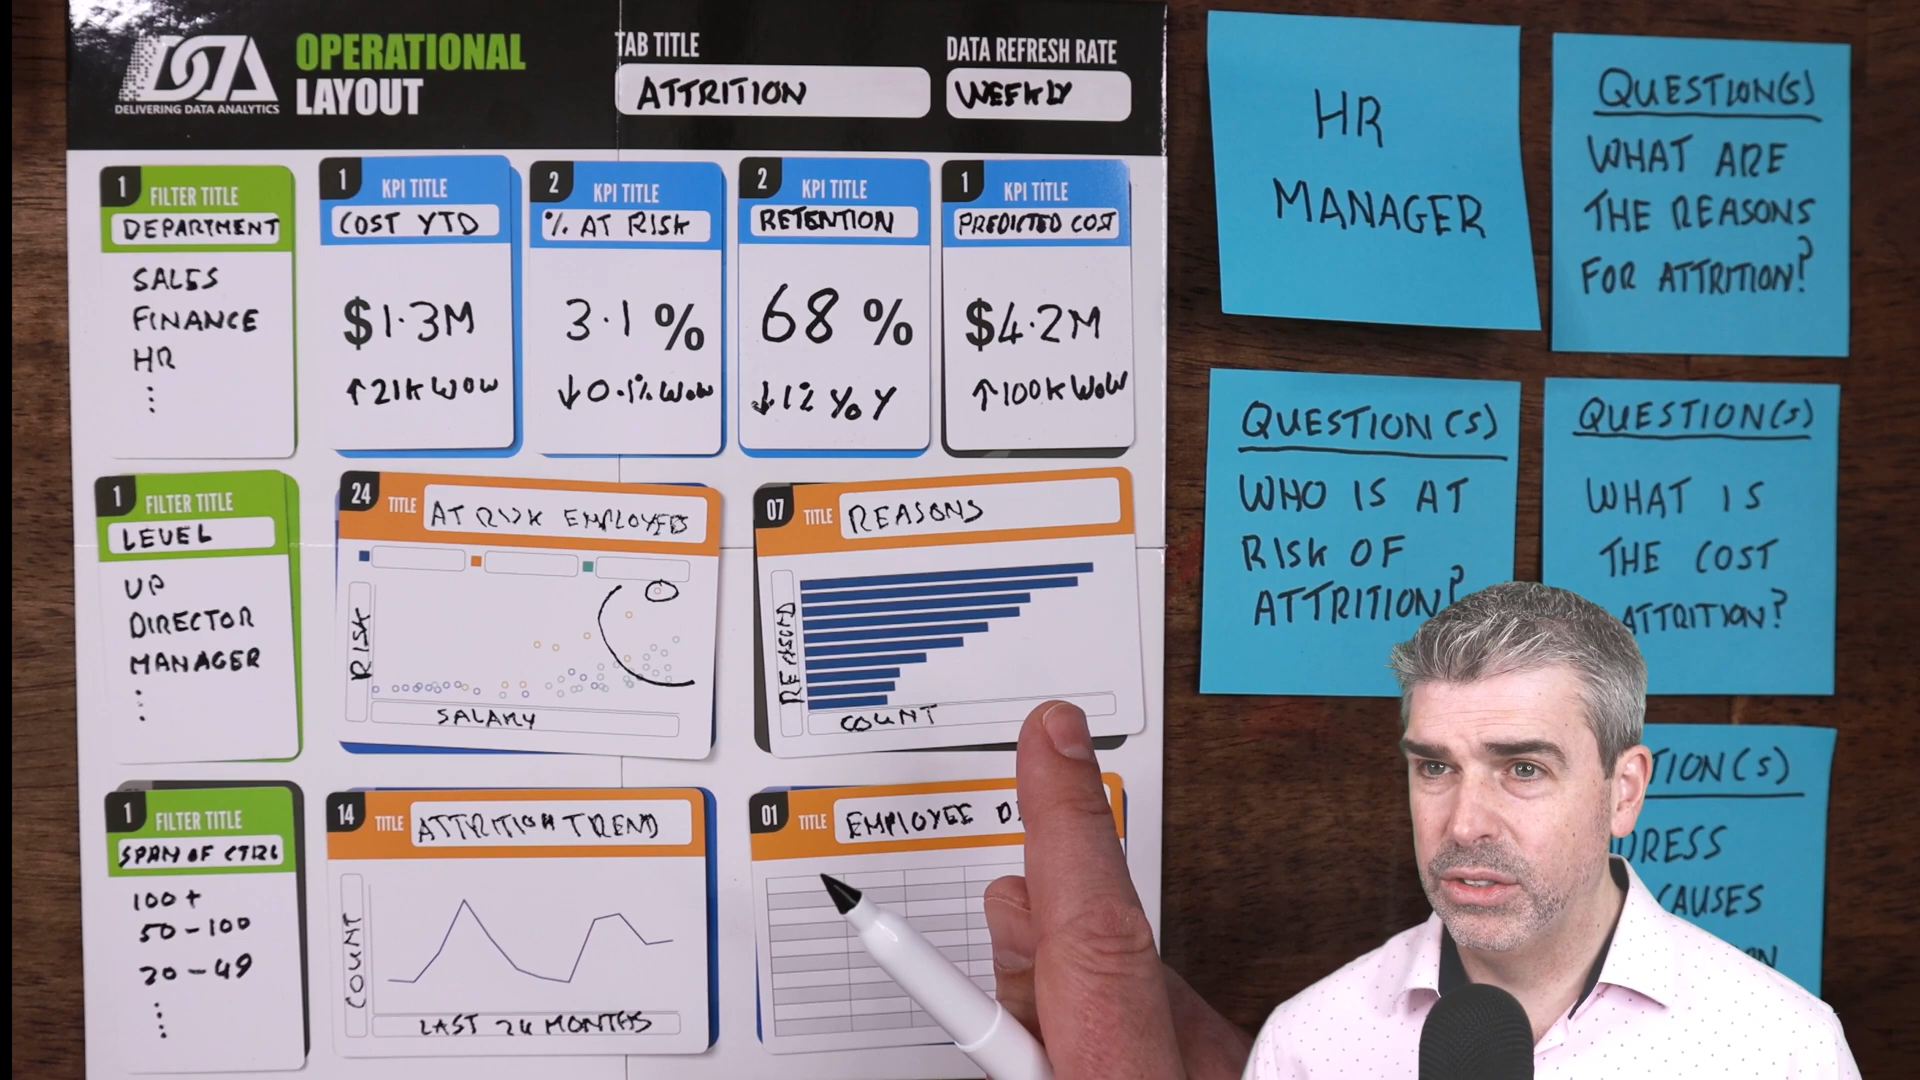 DELIVERING DATA ANALYTICS
OPERATIONAL
LAYOUT
TAB TITLE
ATTRITION
DATA REFRESH RATE
WEEKLY
1 FILTER TITLE
DEPARTMENT
SALES
FINANCE
HR
1 KPI TITLE
COST YTD
$1.3M
↑21K WOW
2 KPI TITLE
% AT RISK
3.1 %
↓0.1% WOW
2 KPI TITLE
RETENTION
68 %
↓1% YOY
1 KPI TITLE
PREDICTED COST
$4.2M
↑100K WOW
1 FILTER TITLE
LEVEL
VP
DIRECTOR
MANAGER
24 TITLE AT RISK EMPLOYEES
RISK
SALARY
07 TITLE REASONS
REASON
COUNT
1 FILTER TITLE
SPAN OF CTRL
100+
50-100
20-49
14 TITLE ATTRITION TREND
COUNT
LAST 24 MONTHS
01 TITLE EMPLOYEE
HR
MANAGER
QUESTION(S)
WHAT ARE
THE REASONS
FOR ATTRITION?
QUESTION(S)
WHO IS AT
RISK OF
ATTRITION?
QUESTION(S)
WHAT IS
THE COST
ATTRITION?
TION(S)
DRESS
CAUSES